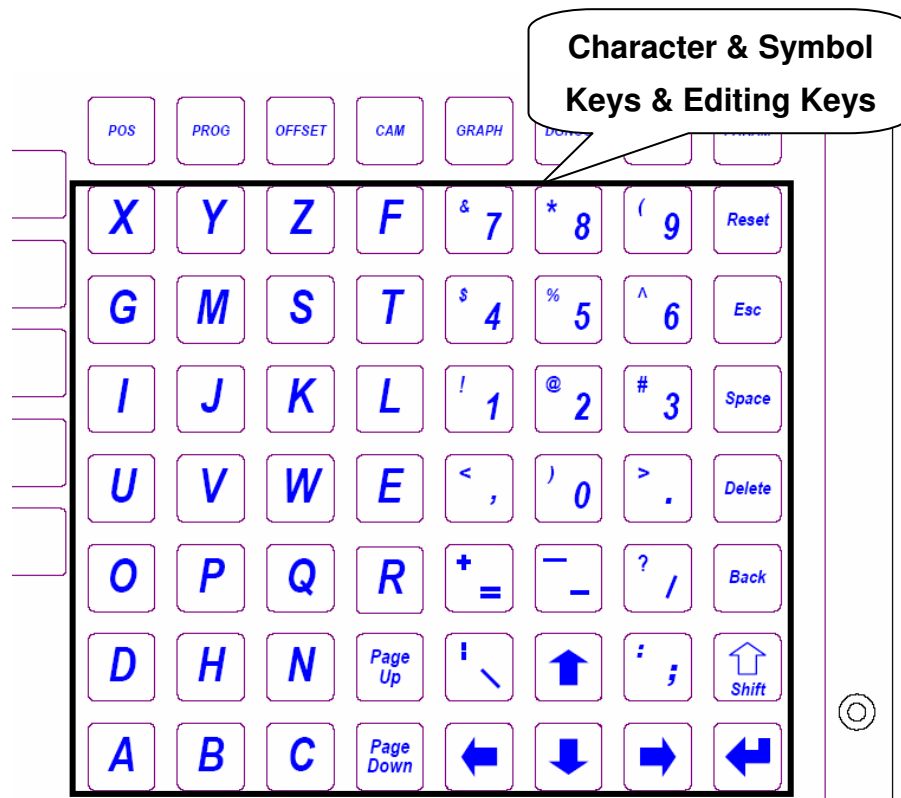 Character & Symbol
Keys & Editing Keys
POS PROG OFFSET CAM GRAPH
X Y Z F & 7 * 8 ( 9 Reset
G M S T $ 4 % 5 ^ 6 Esc
I J K L ! 1 @ 2 # 3 Space
U V W E < , ) 0 > . Delete
O P Q R + = — – ? / Back
D H N Page Up ¦ \ : ; Shift
A B C Page Down